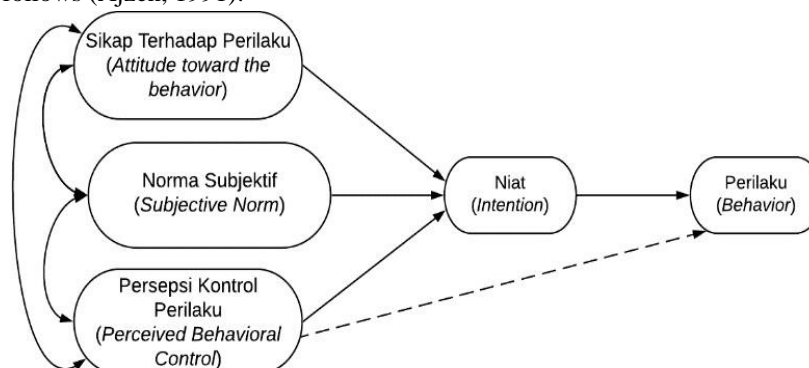 follows (Ajzen, 1991).
Sikap Terhadap Perilaku
(Attitude toward the
behavior)
Norma Subjektif
(Subjective Norm)
Persepsi Kontrol
Perilaku
(Perceived Behavioral
Control)
Niat
(Intention)
Perilaku
(Behavior)